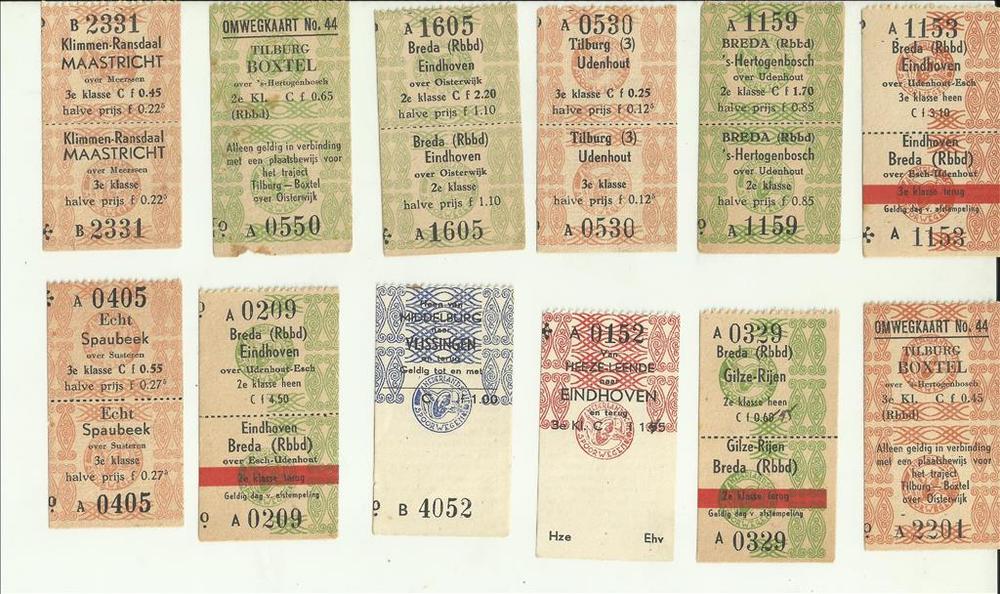 B 2331
Klimmen-Ransdaal
MAASTRICHT
over Meerssen
3e klasse C f 0.45
halve prijs f 0.22⁵
Klimmen-Ransdaal
MAASTRICHT
over Meerssen
3e klasse
halve prijs f 0.22⁵
B 2331
OMWEGKAART No. 44
TILBURG
BOXTEL
over 's-Hertogenbosch
2e Kl. C f 0.65
(Rbbd)
Alleen geldig in verbinding
met een plaatsbewijs voor
het traject
Tilburg — Boxtel
over Oisterwijk
A 0550
A 1605
Breda (Rbbd)
Eindhoven
over Oisterwijk
2e klasse C f 2.20
halve prijs f 1.10
Breda (Rbbd)
Eindhoven
over Oisterwijk
2e klasse
halve prijs f 1.10
A 1605
A 0530
Tilburg (3)
Udenhout
3e klasse C f 0.25
halve prijs f 0.12⁵
Tilburg (3)
Udenhout
3e klasse
halve prijs f 0.12⁵
A 0530
A 1159
BREDA (Rbbd)
's-Hertogenbosch
over Udenhout
2e klasse C f 1.70
halve prijs f 0.85
BREDA (Rbbd)
's-Hertogenbosch
over Udenhout
2e klasse
halve prijs f 0.85
A 1159
A 1153
Breda (Rbbd)
Eindhoven
over Udenhout-Esch
3e klasse heen
C f 3.10
Eindhoven
Breda (Rbbd)
over Esch-Udenhout
3e klasse terug
Geldig dag v. afstempeling
A 1153
A 0405
Echt
Spaubeek
over Susteren
3e klasse C f 0.55
halve prijs f 0.27⁵
Echt
Spaubeek
over Susteren
3e klasse
halve prijs f 0.27⁵
A 0405
A 0209
Breda (Rbbd)
Eindhoven
over Udenhout-Esch
2e klasse heen
C f 4.50
Eindhoven
Breda (Rbbd)
over Esch-Udenhout
2e klasse terug
Geldig dag v. afstempeling
A 0209
Heen van
MIDDELBURG
naar
VLISSINGEN
en terug
Geldig tot en met
C f 1.00
NEDERLANDSCHE
SPOORWEGEN
B 4052
A 0152
Van
HEEZE-LEENDE
naar
EINDHOVEN
en terug
3e Kl. C f
Hze Ehv
A 0329
Breda (Rbbd)
Gilze-Rijen
2e klasse heen
C f 0.68
Gilze-Rijen
Breda (Rbbd)
2e klasse terug
Geldig dag v. afstempeling
A 0329
OMWEGKAART No. 44
TILBURG
BOXTEL
over 's-Hertogenbosch
3e Kl. C f 0.45
(Rbbd)
Alleen geldig in verbinding
met een plaatsbewijs voor
het traject
Tilburg — Boxtel
over Oisterwijk
A 2201